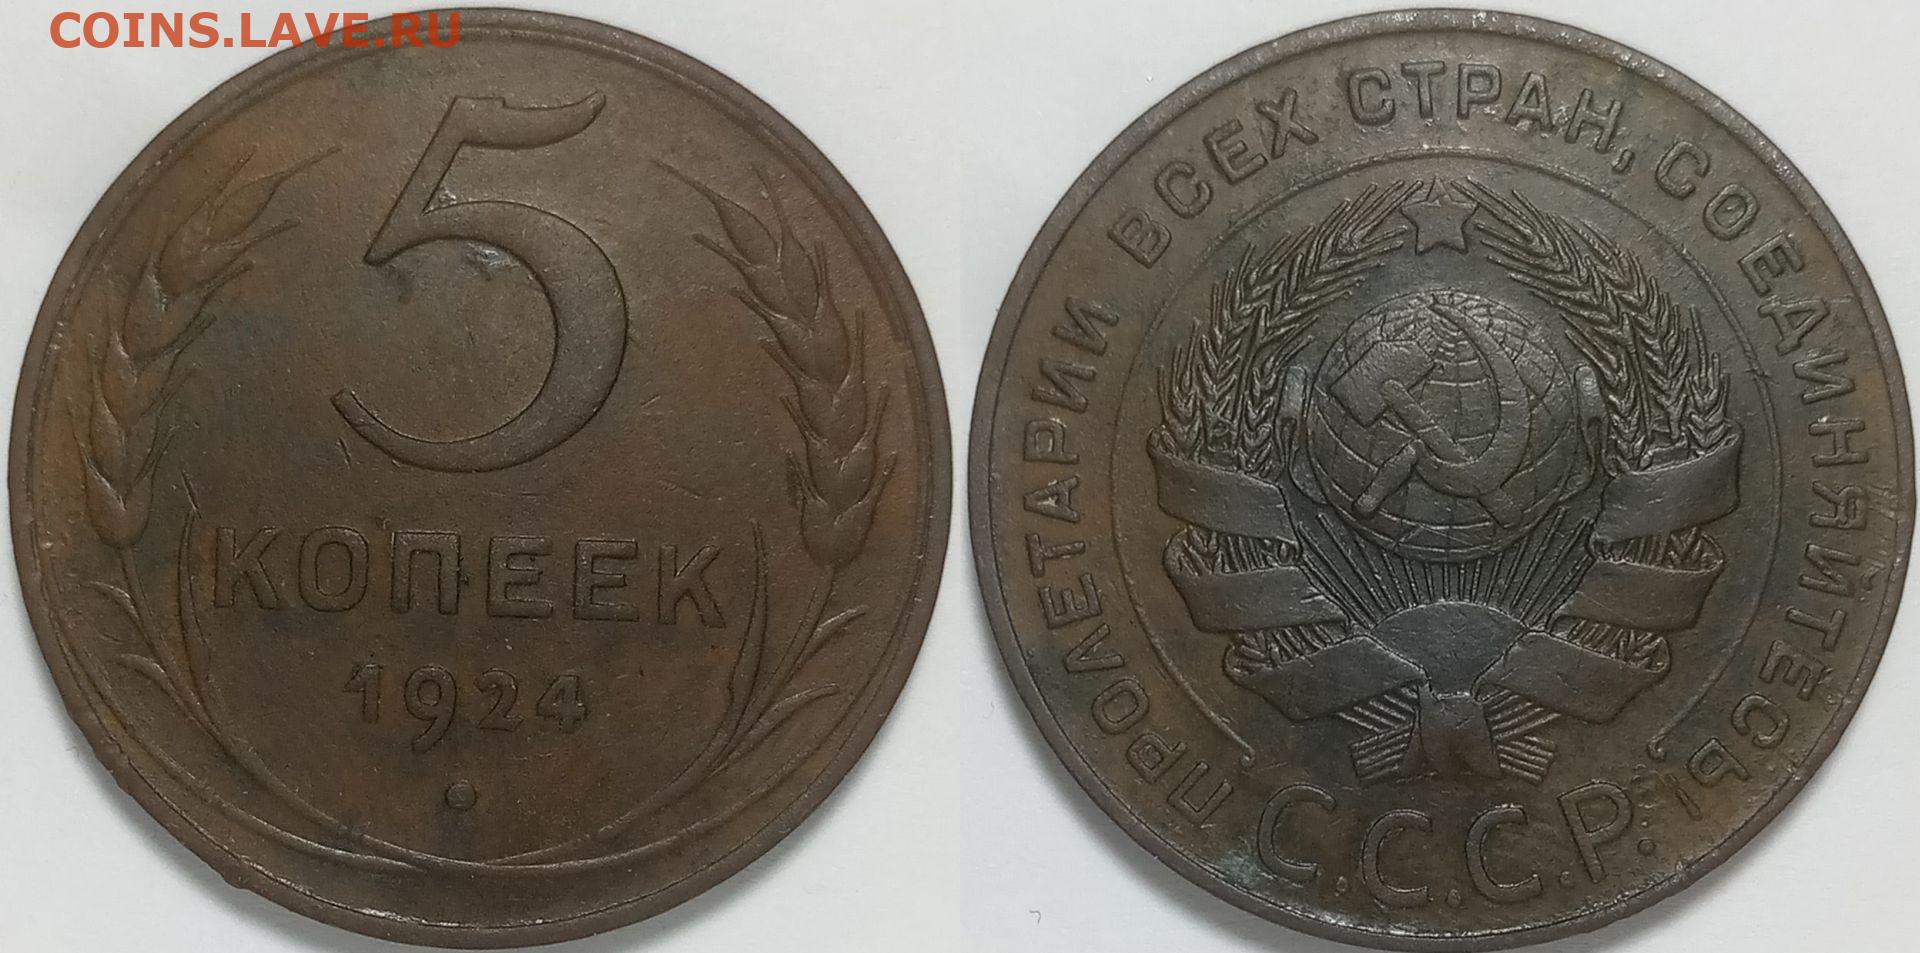 COINS.LAVE.RU
5
КОПЕЕК
1924
ПРОЛЕТАРИИ ВСЕХ СТРАН, СОЕДИНЯЙТЕСЬ!
С.С.С.Р.